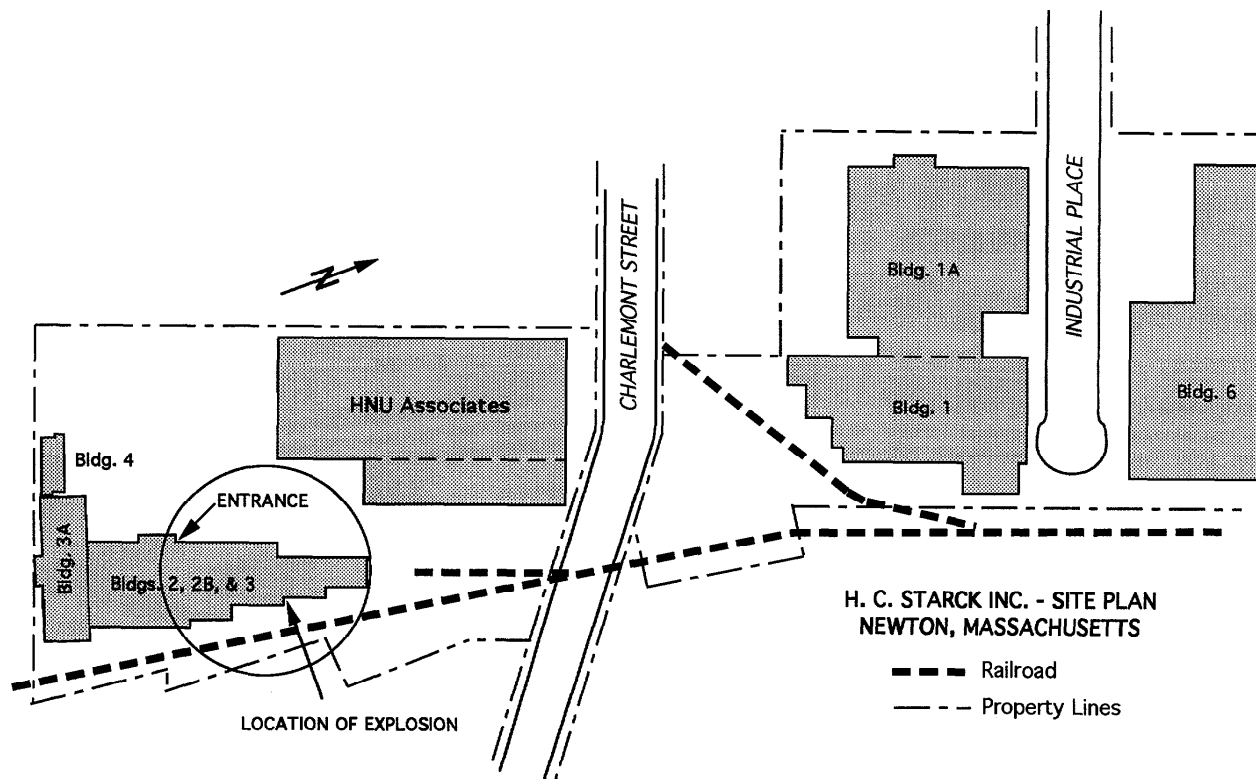 INDUSTRIAL PLACE
CHARLEMONT STREET
Bldg. 1A
N
Bldg. 6
HNU Associates
Bldg. 1
Bldg. 4
ENTRANCE
Bldg. 3A
Bldgs. 2, 2B, & 3
H. C. STARCK INC. - SITE PLAN
NEWTON, MASSACHUSETTS
Railroad
Property Lines
LOCATION OF EXPLOSION